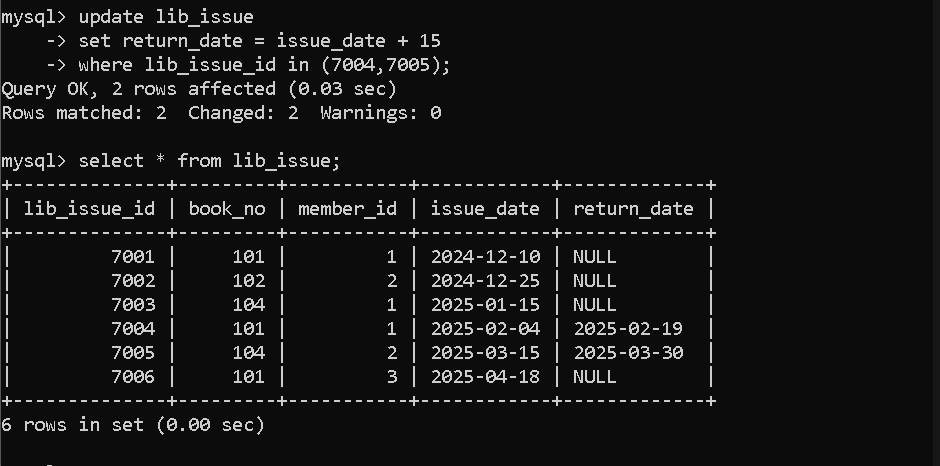 mysql> update lib_issue
    -> set return_date = issue_date + 15
    -> where lib_issue_id in (7004,7005);
Query OK, 2 rows affected (0.03 sec)
Rows matched: 2  Changed: 2  Warnings: 0

mysql> select * from lib_issue;
+--------------+---------+-----------+------------+-------------+
| lib_issue_id | book_no | member_id | issue_date | return_date |
+--------------+---------+-----------+------------+-------------+
|         7001 |     101 |         1 | 2024-12-10 | NULL        |
|         7002 |     102 |         2 | 2024-12-25 | NULL        |
|         7003 |     104 |         1 | 2025-01-15 | NULL        |
|         7004 |     101 |         1 | 2025-02-04 | 2025-02-19  |
|         7005 |     104 |         2 | 2025-03-15 | 2025-03-30  |
|         7006 |     101 |         3 | 2025-04-18 | NULL        |
+--------------+---------+-----------+------------+-------------+
6 rows in set (0.00 sec)